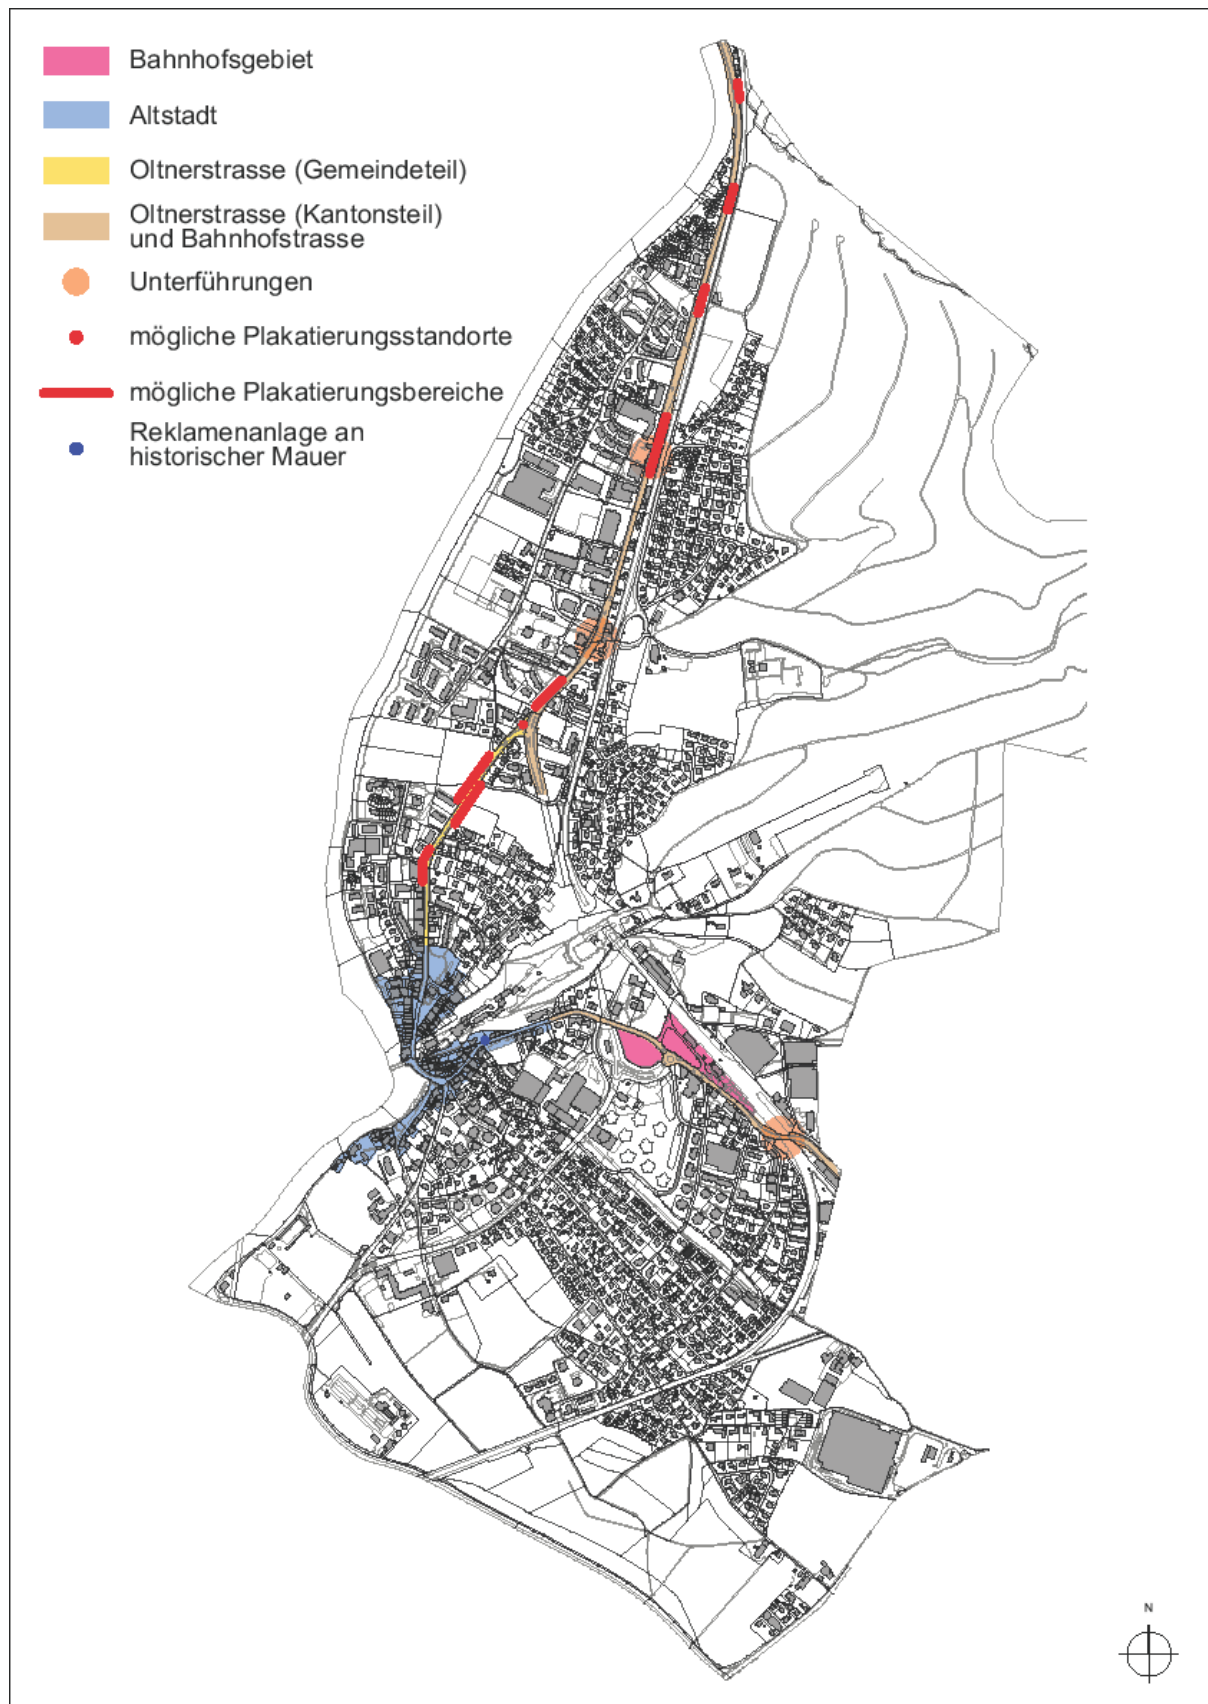 Bahnhofsgebiet
Altstadt
Oltnerstrasse (Gemeindeteil)
Oltnerstrasse (Kantonsteil)
und Bahnhofstrasse
Unterführungen
mögliche Plakatierungsstandorte
mögliche Plakatierungsbereiche
Reklamenanlage an
historischer Mauer
N